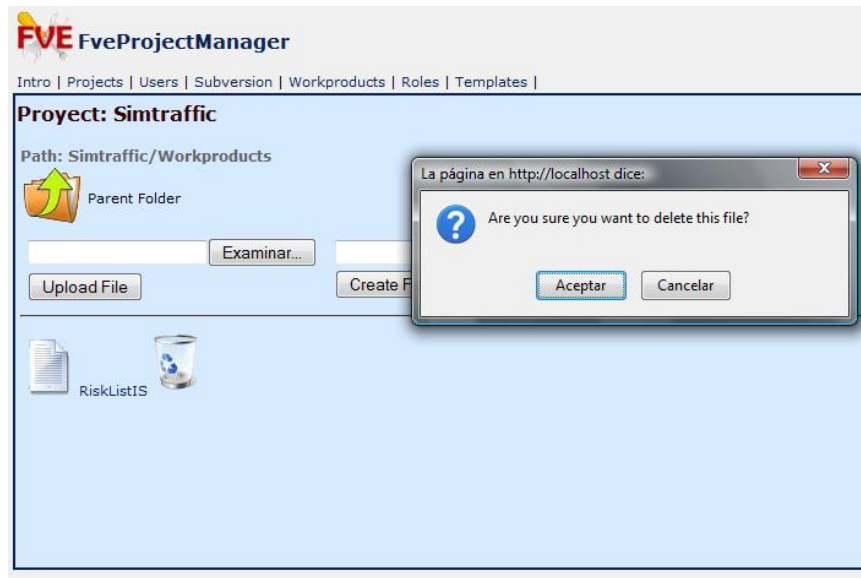 FVE FveProjectManager
Intro | Projects | Users | Subversion | Workproducts | Roles | Templates |
Proyect: Simtraffic
Path: Simtraffic/Workproducts
Parent Folder
Examinar...
Upload File
Create F
La página en http://localhost dice:
Are you sure you want to delete this file?
Aceptar
Cancelar
RiskListIS